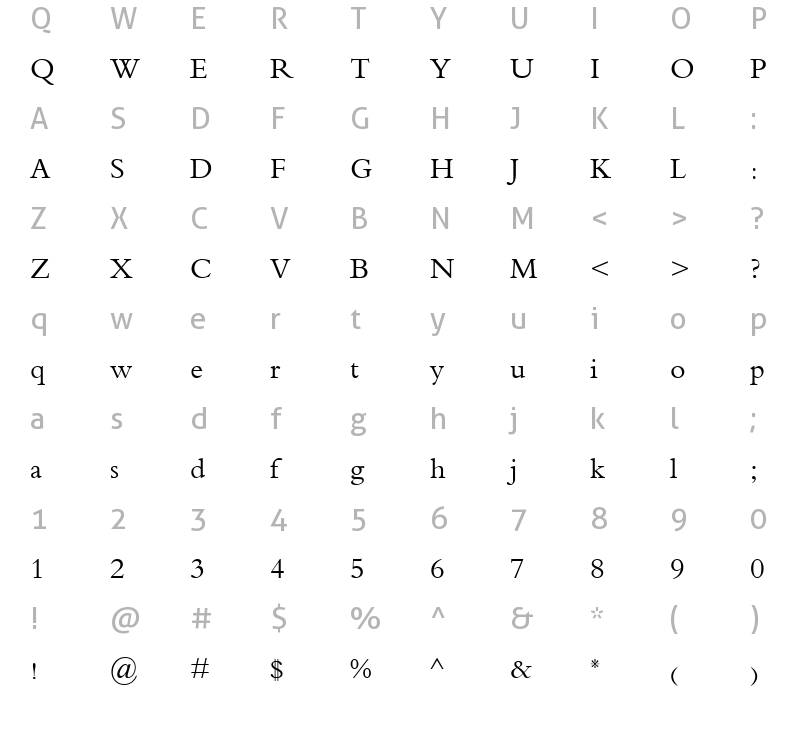 Q W E R T Y U I O P
Q W E R T Y U I O P
A S D F G H J K L :
A S D F G H J K L :
Z X C V B N M < > ?
Z X C V B N M < > ?
q w e r t y u i o p
q w e r t y u i o p
a s d f g h j k l ;
a s d f g h j k l ;
1 2 3 4 5 6 7 8 9 0
1 2 3 4 5 6 7 8 9 0
! @ # $ % ^ & * ( )
! @ # $ % ^ & * ( )